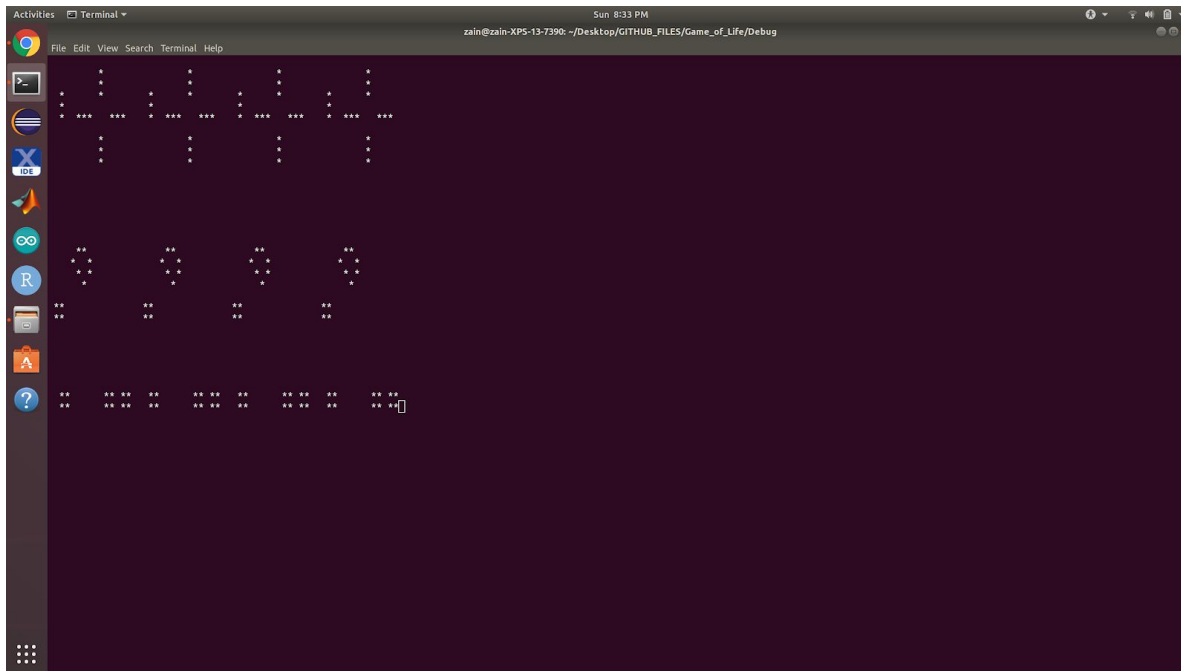 Activities Terminal Sun 8:33 PM
zain@zain-XPS-13-7390: ~/Desktop/GITHUB_FILES/Game_of_Life/Debug
File Edit View Search Terminal Help
* * * *
* * * *
* * * * * * * *
* * * *
* *** *** * *** *** * *** *** * *** ***
* * * *
* * * *
* * * *
** ** ** **
* * * * * * * *
* * * * * * * *
* * * *
** ** ** **
** ** ** **
** ** ** ** ** ** ** ** ** ** ** **
** ** ** ** ** ** ** ** ** ** ** **
IDE
R
A
?